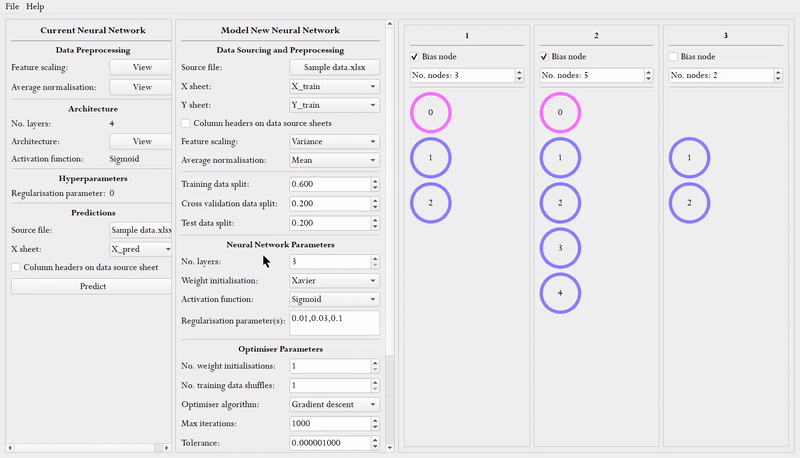 File Help
Current Neural Network
Data Preprocessing
Feature scaling: View
Average normalisation: View
Architecture
No. layers: 4
Architecture: View
Activation function: Sigmoid
Hyperparameters
Regularisation parameter: 0
Predictions
Source file: Sample data.xlsx
X sheet: X_pred
Column headers on data source sheet
Predict
Model New Neural Network
Data Sourcing and Preprocessing
Source file: Sample data.xlsx
X sheet: X_train
Y sheet: Y_train
Column headers on data source sheets
Feature scaling: Variance
Average normalisation: Mean
Training data split: 0.600
Cross validation data split: 0.200
Test data split: 0.200
Neural Network Parameters
No. layers: 3
Weight initialisation: Xavier
Activation function: Sigmoid
Regularisation parameter(s): 0.01,0.03,0.1
Optimiser Parameters
No. weight initialisations: 1
No. training data shuffles: 1
Optimiser algorithm: Gradient descent
Max iterations: 1000
Tolerance: 0.000001000
1
Bias node
No. nodes: 3
0
1
2
2
Bias node
No. nodes: 5
0
1
2
3
4
3
Bias node
No. nodes: 2
1
2